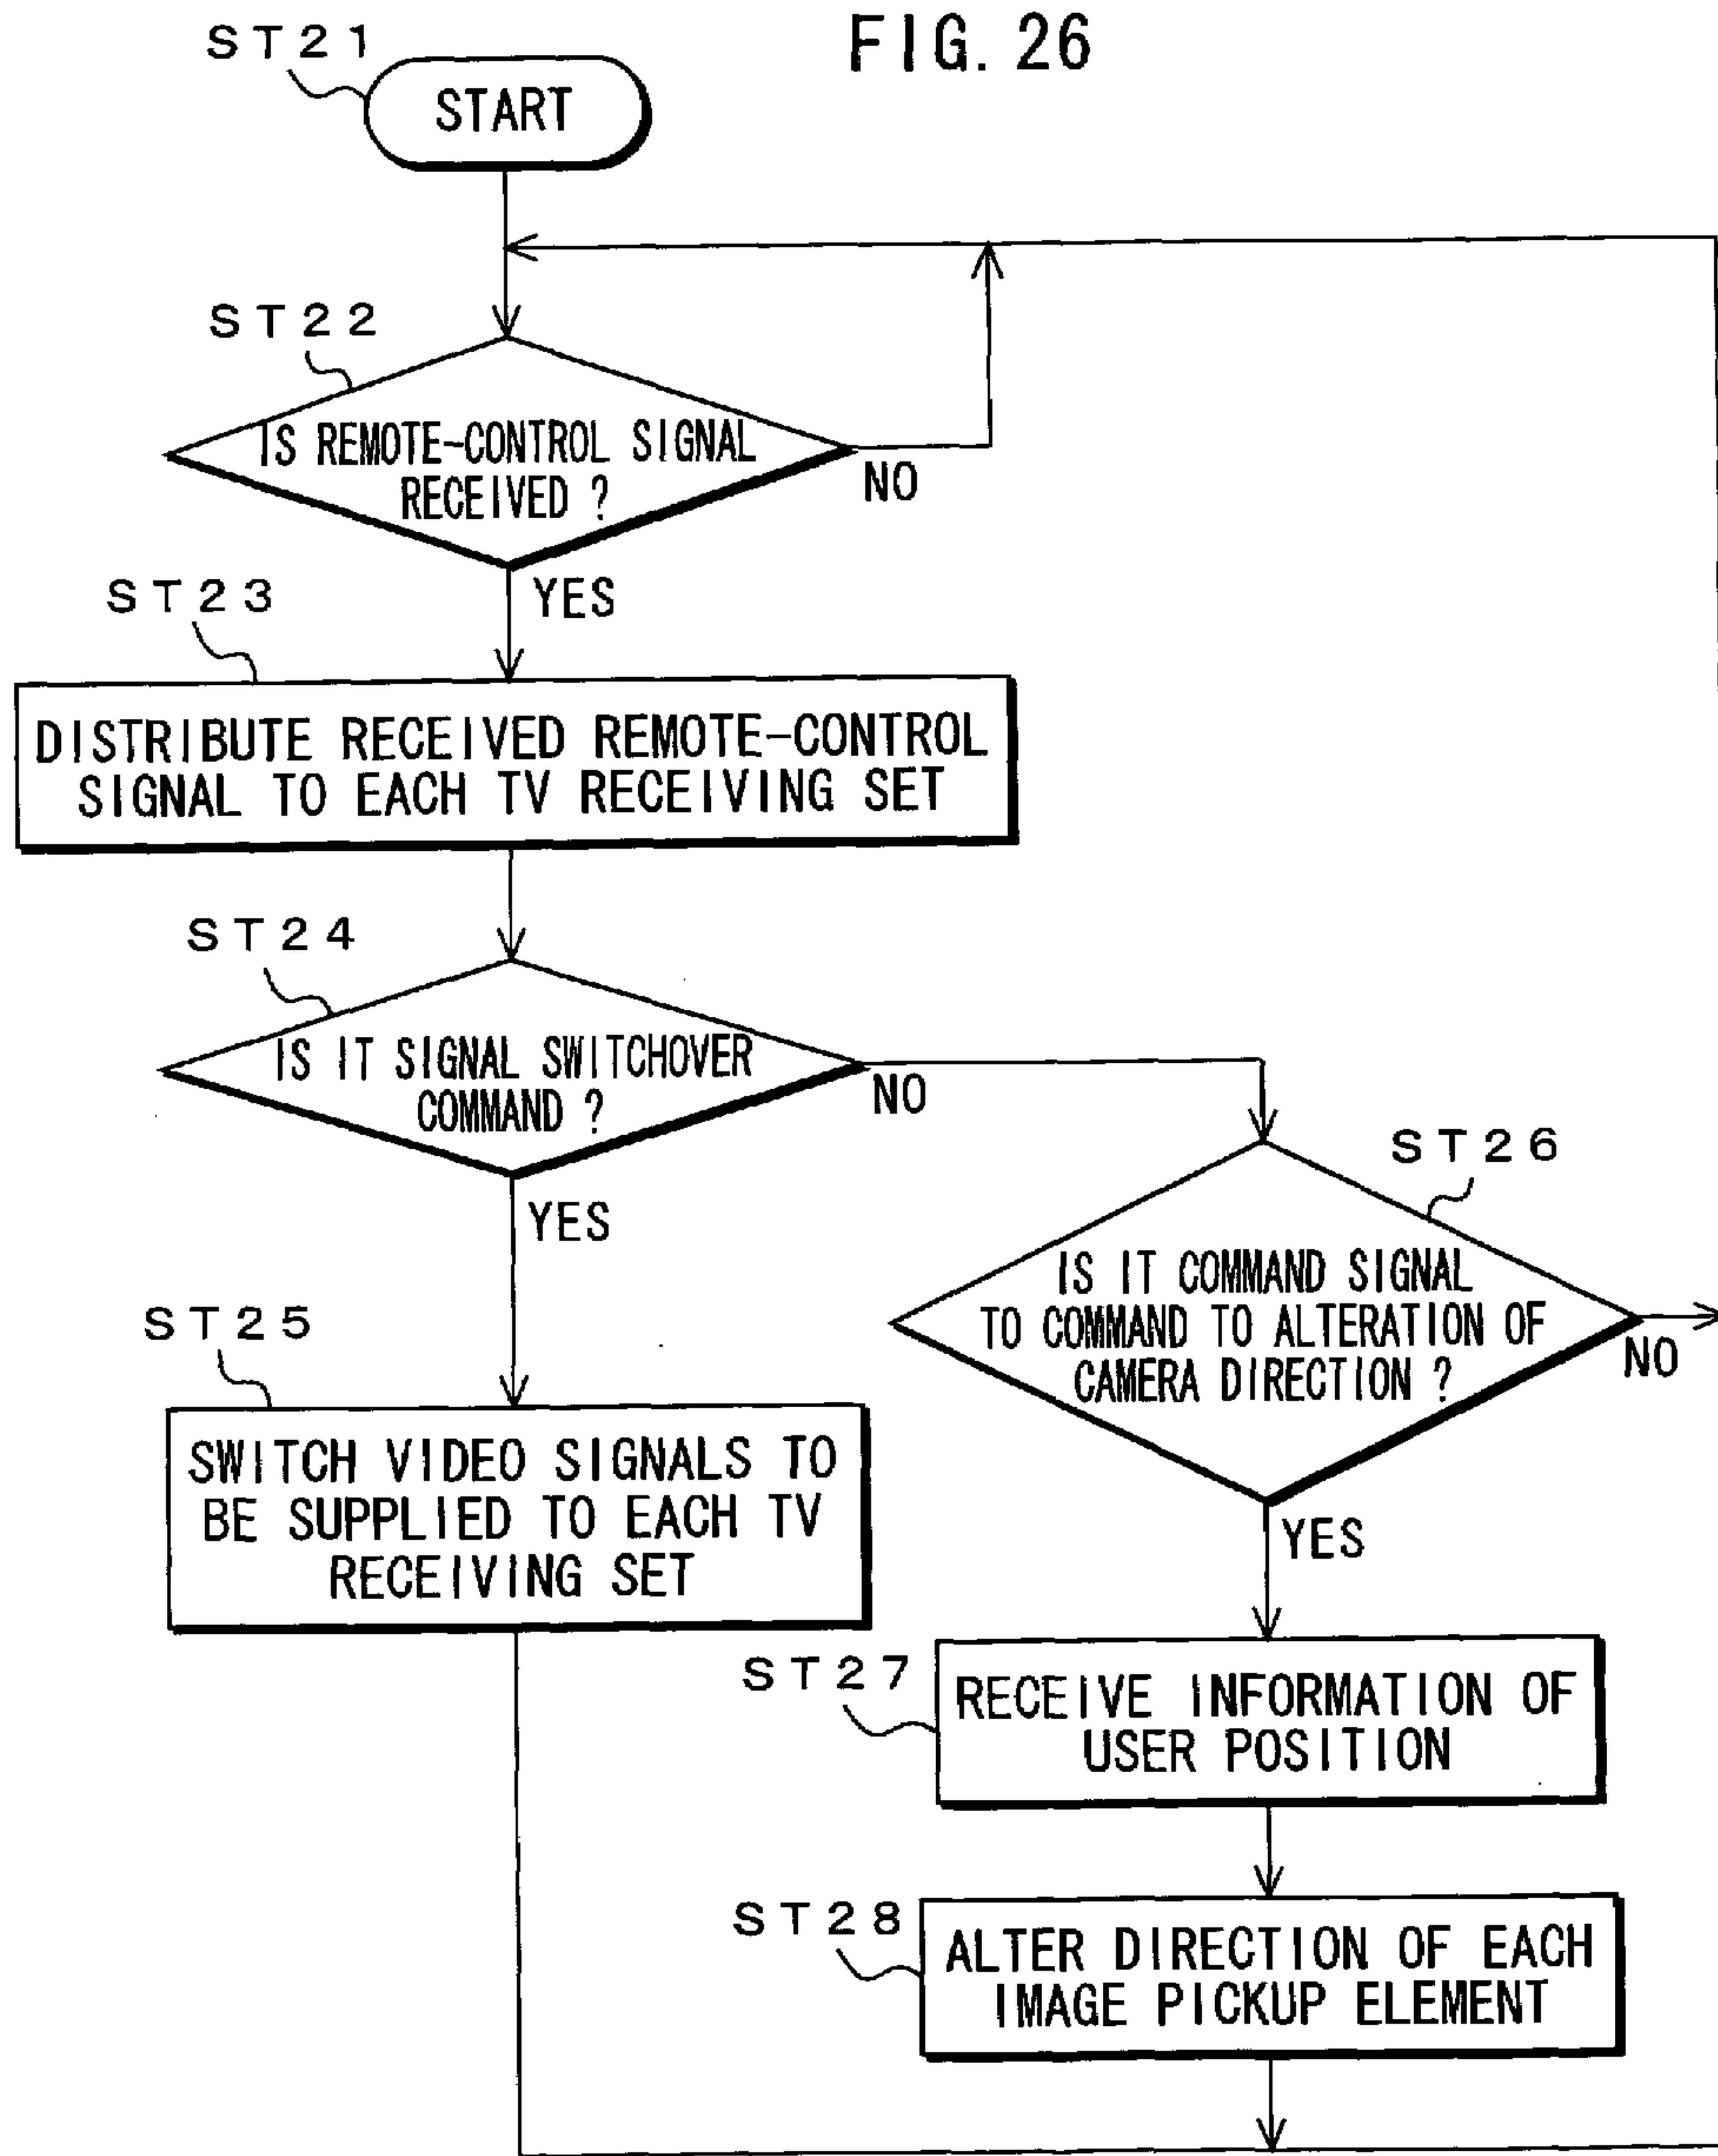 FIG. 26
ST21
START
ST22
IS REMOTE-CONTROL SIGNAL
RECEIVED ?
NO
YES
ST23
DISTRIBUTE RECEIVED REMOTE-CONTROL
SIGNAL TO EACH TV RECEIVING SET
ST24
IS IT SIGNAL SWITCHOVER
COMMAND ?
NO
YES
ST25
SWITCH VIDEO SIGNALS TO
BE SUPPLIED TO EACH TV
RECEIVING SET
ST26
IS IT COMMAND SIGNAL
TO COMMAND TO ALTERATION OF
CAMERA DIRECTION ?
NO
YES
ST27
RECEIVE INFORMATION OF
USER POSITION
ST28
ALTER DIRECTION OF EACH
IMAGE PICKUP ELEMENT